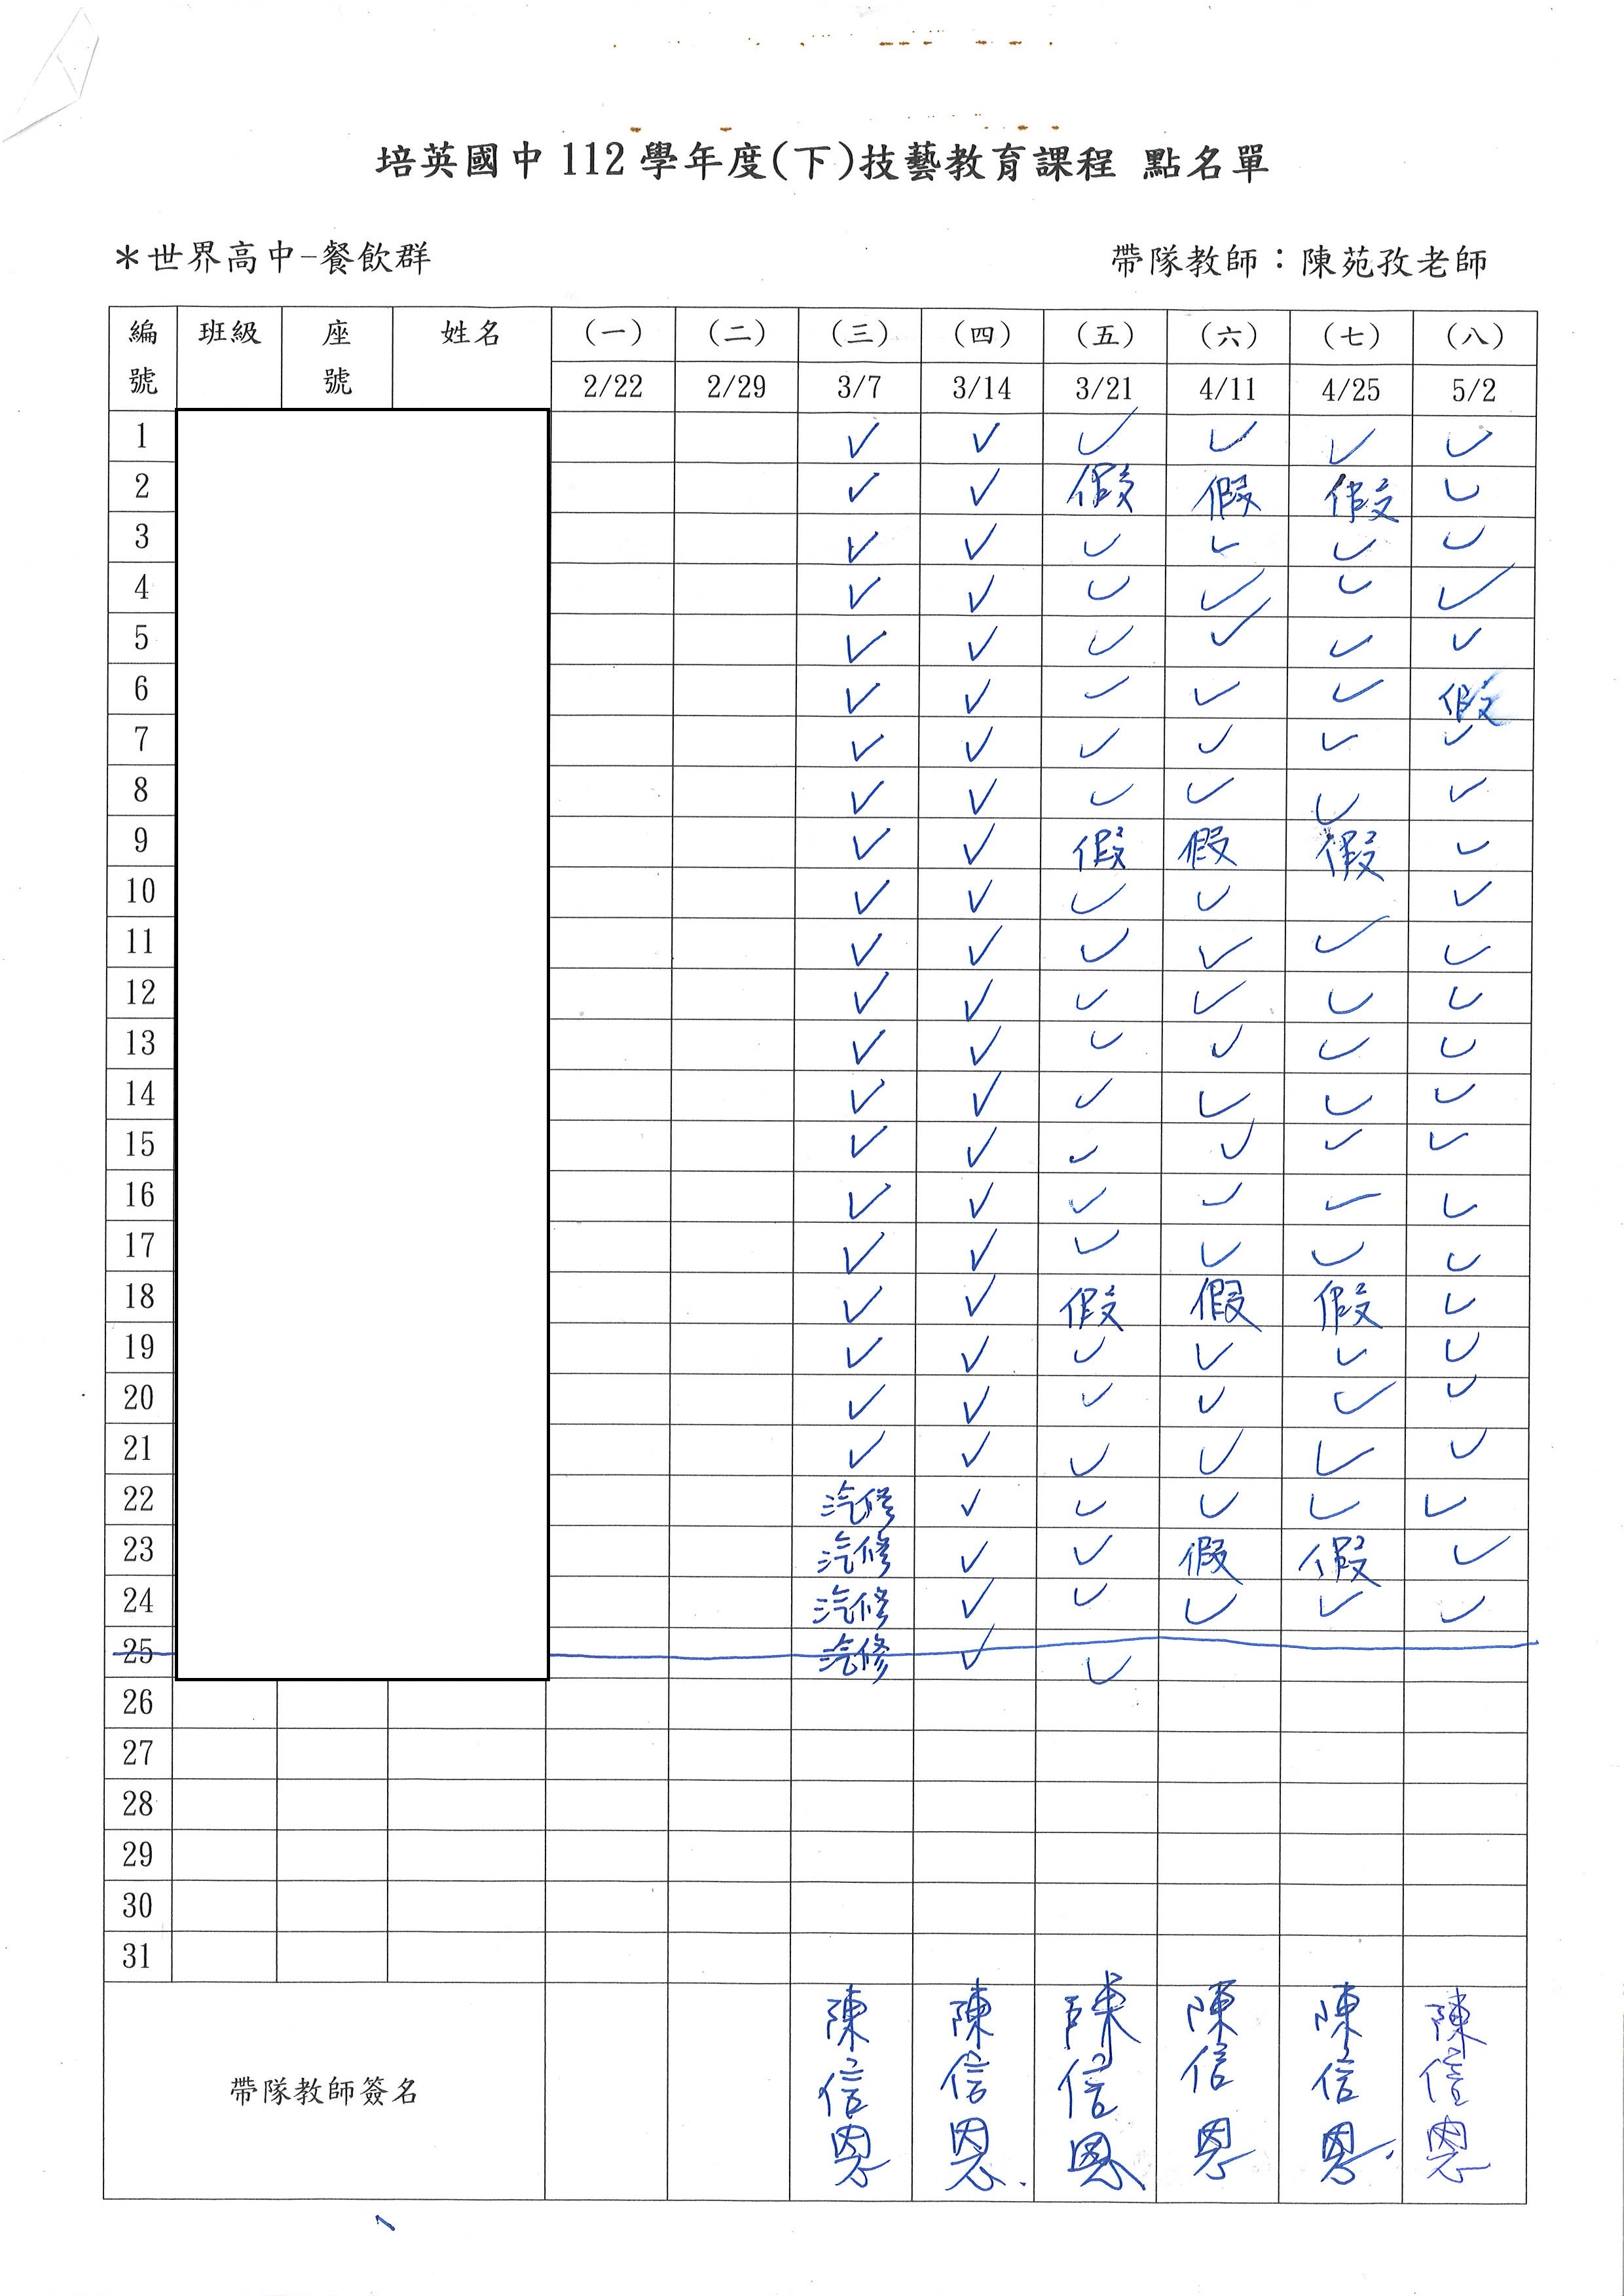 培英國中 112 學年度(下)技藝教育課程 點名單
＊世界高中-餐飲群 帶隊教師：陳苑孜老師
編號 班級 座號 姓名 (一) (二) (三) (四) (五) (六) (七) (八)
2/22 2/29 3/7 3/14 3/21 4/11 4/25 5/2
1 ✓ ✓ ✓ ✓ ✓ ✓
2 ✓ ✓ 假 假 假 ✓
3 ✓ ✓ ✓ ✓ ✓ ✓
4 ✓ ✓ ✓ ✓ ✓ ✓
5 ✓ ✓ ✓ ✓ ✓ ✓
6 ✓ ✓ ✓ ✓ ✓ 假
7 ✓ ✓ ✓ ✓ ✓ ✓
8 ✓ ✓ ✓ ✓ ✓ ✓
9 ✓ ✓ 假 假 假 ✓
10 ✓ ✓ ✓ ✓ ✓
11 ✓ ✓ ✓ ✓ ✓ ✓
12 ✓ ✓ ✓ ✓ ✓ ✓
13 ✓ ✓ ✓ ✓ ✓ ✓
14 ✓ ✓ ✓ ✓ ✓ ✓
15 ✓ ✓ ✓ ✓ ✓ ✓
16 ✓ ✓ ✓ ✓ ✓ ✓
17 ✓ ✓ ✓ ✓ ✓ ✓
18 ✓ ✓ 假 假 假 ✓
19 ✓ ✓ ✓ ✓ ✓ ✓
20 ✓ ✓ ✓ ✓ ✓ ✓
21 ✓ ✓ ✓ ✓ ✓ ✓
22 汽修 ✓ ✓ ✓ ✓ ✓
23 汽修 ✓ ✓ 假 假 ✓
24 汽修 ✓ ✓ ✓ ✓ ✓
25 汽修 ✓ ✓
26
27
28
29
30
31
帶隊教師簽名 陳信恩 陳信恩 陳信恩 陳信恩 陳信恩 陳信恩